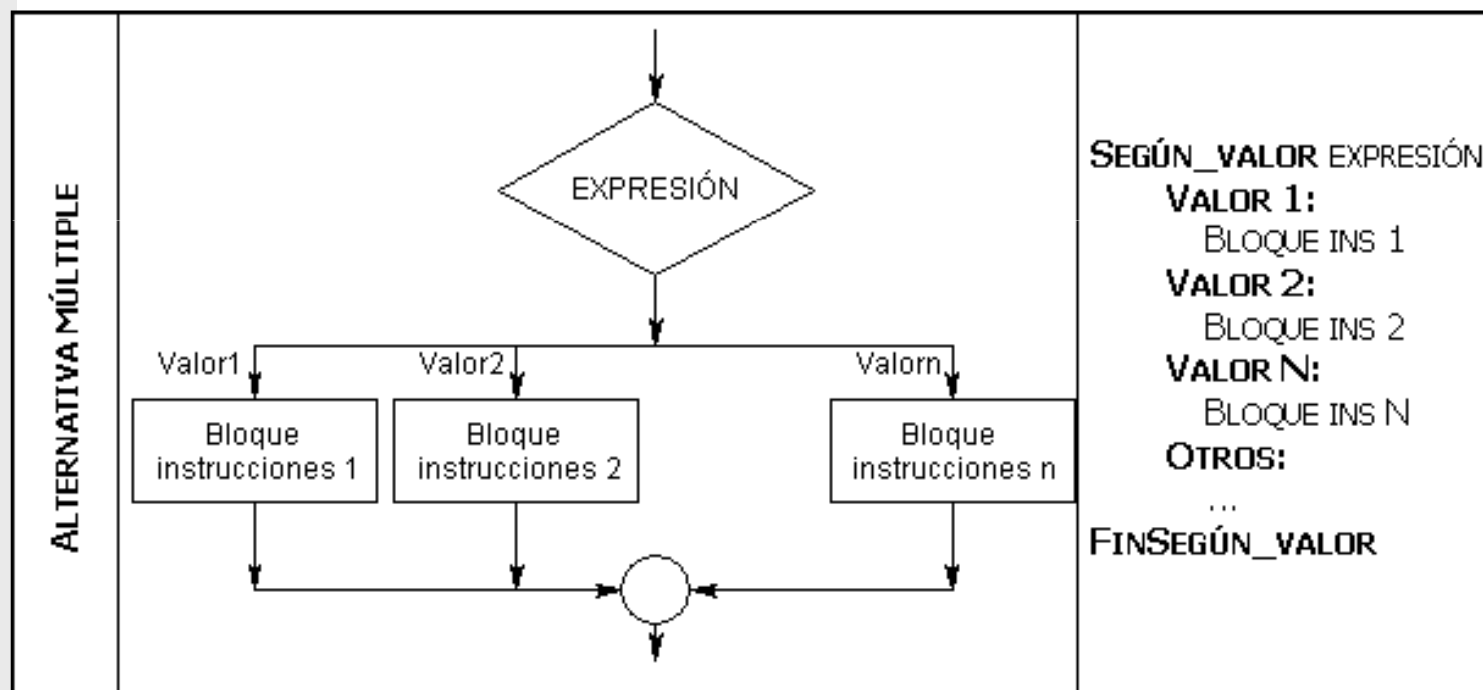 ALTERNATIVA MÚLTIPLE
EXPRESIÓN
Valor1
Valor2
Valorn
Bloque
instrucciones 1
Bloque
instrucciones 2
Bloque
instrucciones n
SEGÚN_VALOR EXPRESIÓN
VALOR 1:
BLOQUE INS 1
VALOR 2:
BLOQUE INS 2
VALOR N:
BLOQUE INS N
OTROS:
...
FINSEGÚN_VALOR